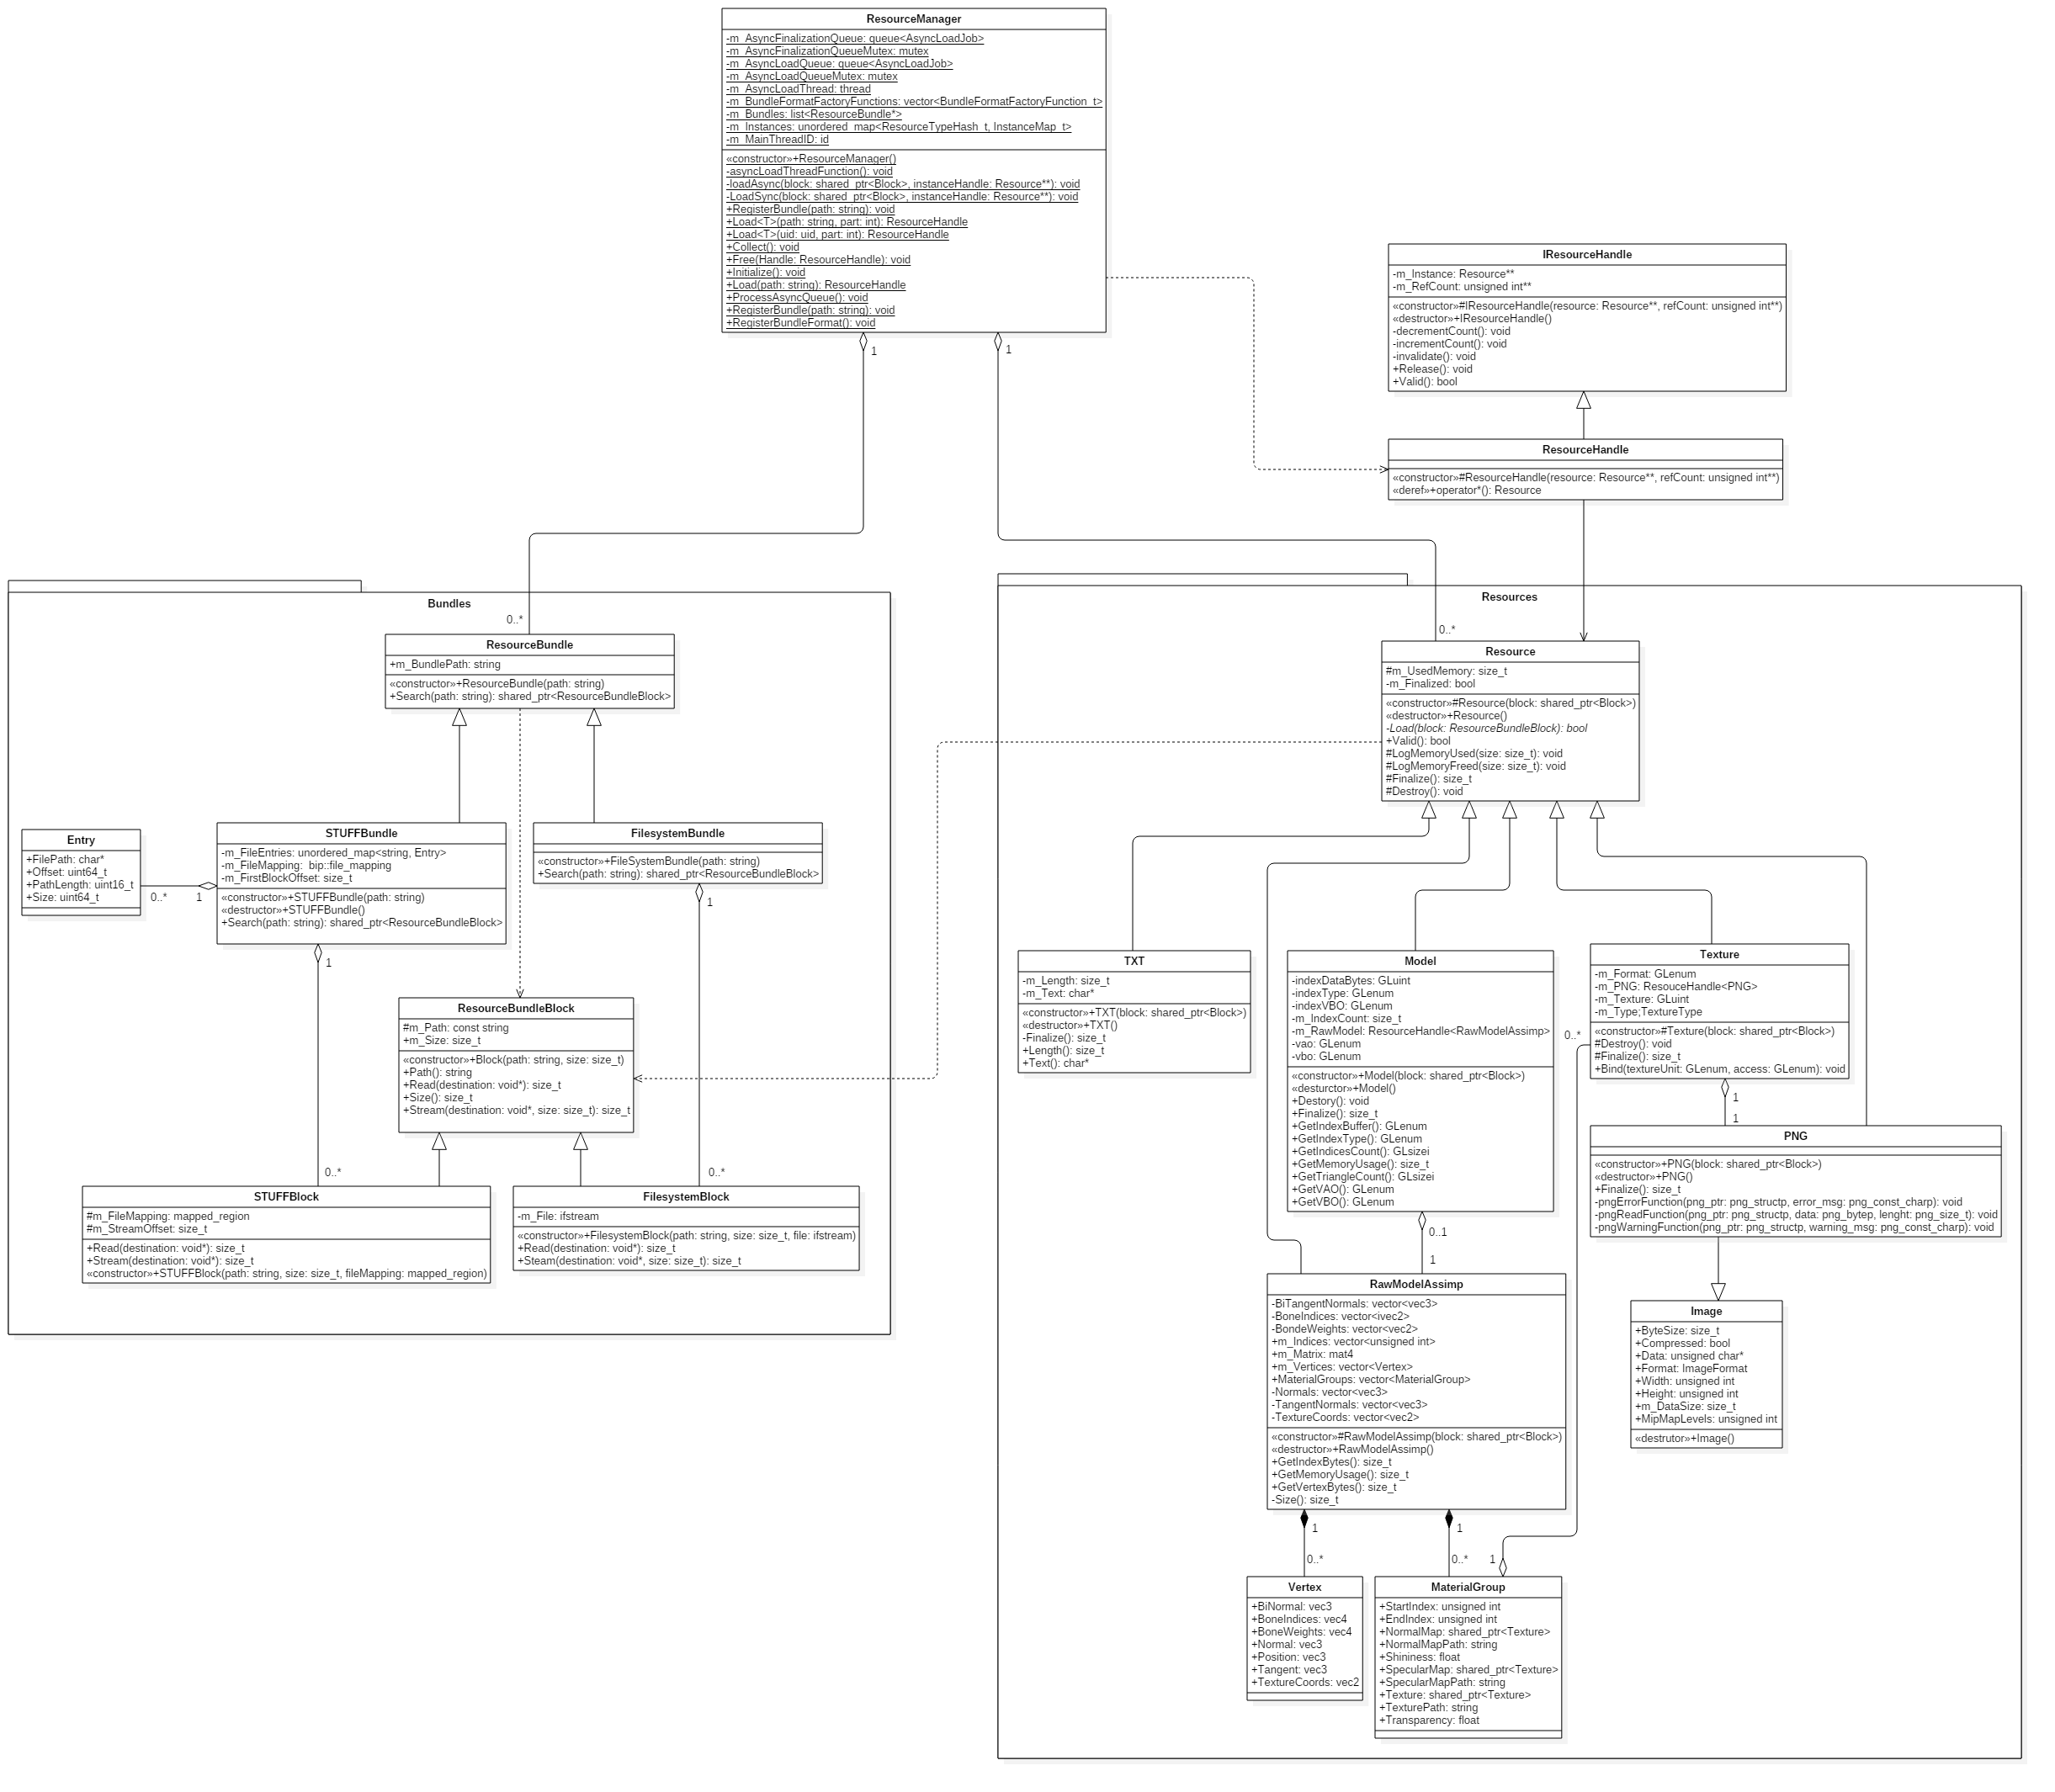 ResourceManager
-m_AsyncFinalizationQueue: queue<AsyncLoadJob>
-m_AsyncFinalizationQueueMutex: mutex
-m_AsyncLoadQueue: queue<AsyncLoadJob>
-m_AsyncLoadQueueMutex: mutex
-m_AsyncLoadThread: thread
-m_BundleFormatFactoryFunctions: vector<BundleFormatFactoryFunction_t>
-m_Bundles: list<ResourceBundle*>
-m_Instances: unordered_map<ResourceTypeHash_t, InstanceMap_t>
-m_MainThreadID: id
«constructor»+ResourceManager()
-asyncLoadThreadFunction(): void
-loadAsync(block: shared_ptr<Block>, instanceHandle: Resource**): void
-LoadSync(block: shared_ptr<Block>, instanceHandle: Resource**): void
+RegisterBundle(path: string): void
+Load<T>(path: string, part: int): ResourceHandle
+Load<T>(uid: uid, part: int): ResourceHandle
+Collect(): void
+Free(Handle: ResourceHandle): void
+Initialize(): void
+Load(path: string): ResourceHandle
+ProcessAsyncQueue(): void
+RegisterBundle(path: string): void
+RegisterBundleFormat(): void
1
1
IResourceHandle
-m_Instance: Resource**
-m_RefCount: unsigned int**
«constructor»#IResourceHandle(resource: Resource**, refCount: unsigned int**)
«destructor»+IResourceHandle()
-decrementCount(): void
-incrementCount(): void
-invalidate(): void
+Release(): void
+Valid(): bool
ResourceHandle
«constructor»#ResourceHandle(resource: Resource**, refCount: unsigned int**)
«deref»+operator*(): Resource
Bundles
0..*
ResourceBundle
+m_BundlePath: string
«constructor»+ResourceBundle(path: string)
+Search(path: string): shared_ptr<ResourceBundleBlock>
Entry
+FilePath: char*
+Offset: uint64_t
+PathLength: uint16_t
+Size: uint64_t
0..*
1
STUFFBundle
-m_FileEntries: unordered_map<string, Entry>
-m_FileMapping:  bip::file_mapping
-m_FirstBlockOffset: size_t
«constructor»+STUFFBundle(path: string)
«destructor»+STUFFBundle()
+Search(path: string): shared_ptr<ResourceBundleBlock>
1
FilesystemBundle
«constructor»+FileSystemBundle(path: string)
+Search(path: string): shared_ptr<ResourceBundleBlock>
1
ResourceBundleBlock
#m_Path: const string
+m_Size: size_t
«constructor»+Block(path: string, size: size_t)
+Path(): string
+Read(destination: void*): size_t
+Size(): size_t
+Stream(destination: void*, size: size_t): size_t
0..*
0..*
STUFFBlock
#m_FileMapping: mapped_region
#m_StreamOffset: size_t
+Read(destination: void*): size_t
+Stream(destination: void*): size_t
«constructor»+STUFFBlock(path: string, size: size_t, fileMapping: mapped_region)
FilesystemBlock
-m_File: ifstream
«constructor»+FilesystemBlock(path: string, size: size_t, file: ifstream)
+Read(destination: void*): size_t
+Steam(destination: void*, size: size_t): size_t
Resources
0..*
Resource
#m_UsedMemory: size_t
-m_Finalized: bool
«constructor»#Resource(block: shared_ptr<Block>)
«destructor»+Resource()
-Load(block: ResourceBundleBlock): bool
+Valid(): bool
#LogMemoryUsed(size: size_t): void
#LogMemoryFreed(size: size_t): void
#Finalize(): size_t
#Destroy(): void
TXT
-m_Length: size_t
-m_Text: char*
«constructor»+TXT(block: shared_ptr<Block>)
«destructor»+TXT()
-Finalize(): size_t
+Length(): size_t
+Text(): char*
Model
-indexDataBytes: GLuint
-indexType: GLenum
-indexVBO: GLenum
-m_IndexCount: size_t
-m_RawModel: ResourceHandle<RawModelAssimp>
-vao: GLenum
-vbo: GLenum
«constructor»+Model(block: shared_ptr<Block>)
«desturctor»+Model()
+Destory(): void
+Finalize(): size_t
+GetIndexBuffer(): GLenum
+GetIndexType(): GLenum
+GetIndicesCount(): GLsizei
+GetMemoryUsage(): size_t
+GetTriangleCount(): GLsizei
+GetVAO(): GLenum
+GetVBO(): GLenum
0..1
1
Texture
-m_Format: GLenum
-m_PNG: ResouceHandle<PNG>
-m_Texture: GLuint
-m_Type;TextureType
«constructor»#Texture(block: shared_ptr<Block>)
#Destroy(): void
#Finalize(): size_t
+Bind(textureUnit: GLenum, access: GLenum): void
0..*
1
1
PNG
«constructor»+PNG(block: shared_ptr<Block>)
«destructor»+PNG()
+Finalize(): size_t
-pngErrorFunction(png_ptr: png_structp, error_msg: png_const_charp): void
-pngReadFunction(png_ptr: png_structp, data: png_bytep, lenght: png_size_t): void
-pngWarningFunction(png_ptr: png_structp, warning_msg: png_const_charp): void
RawModelAssimp
-BiTangentNormals: vector<vec3>
-BoneIndices: vector<ivec2>
-BondeWeights: vector<vec2>
+m_Indices: vector<unsigned int>
+m_Matrix: mat4
+m_Vertices: vector<Vertex>
+MaterialGroups: vector<MaterialGroup>
-Normals: vector<vec3>
-TangentNormals: vector<vec3>
-TextureCoords: vector<vec2>
«constructor»#RawModelAssimp(block: shared_ptr<Block>)
«destructor»+RawModelAssimp()
+GetIndexBytes(): size_t
+GetMemoryUsage(): size_t
+GetVertexBytes(): size_t
-Size(): size_t
Image
+ByteSize: size_t
+Compressed: bool
+Data: unsigned char*
+Format: ImageFormat
+Width: unsigned int
+Height: unsigned int
+m_DataSize: size_t
+MipMapLevels: unsigned int
«destrutor»+Image()
1
1
0..*
0..*
1
Vertex
+BiNormal: vec3
+BoneIndices: vec4
+BoneWeights: vec4
+Normal: vec3
+Position: vec3
+Tangent: vec3
+TextureCoords: vec2
MaterialGroup
+StartIndex: unsigned int
+EndIndex: unsigned int
+NormalMap: shared_ptr<Texture>
+NormalMapPath: string
+Shininess: float
+SpecularMap: shared_ptr<Texture>
+SpecularMapPath: string
+Texture: shared_ptr<Texture>
+TexturePath: string
+Transparency: float